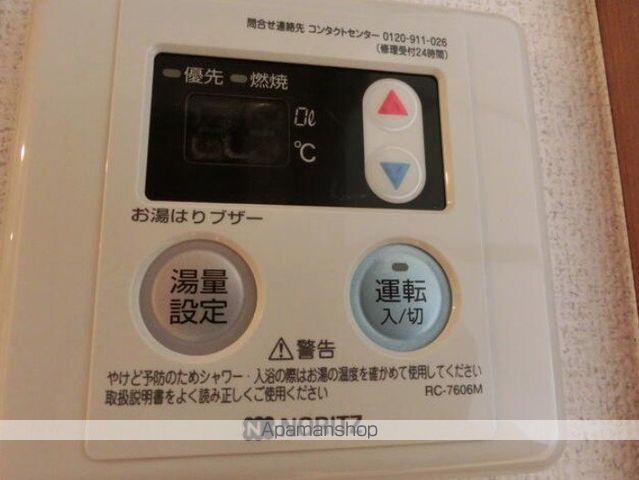 問合せ連絡先 コンタクトセンター 0120-911-026
(修理受付24時間)
優先 燃焼
0ℓ
℃
お湯はりブザー
湯量
設定
運転
入/切
⚠警告
やけど予防のためシャワー・入浴の際はお湯の温度を確かめて使用してください
取扱説明書をよく読み正しくご使用ください
RC-7606M
NORITZ
Apamanshop